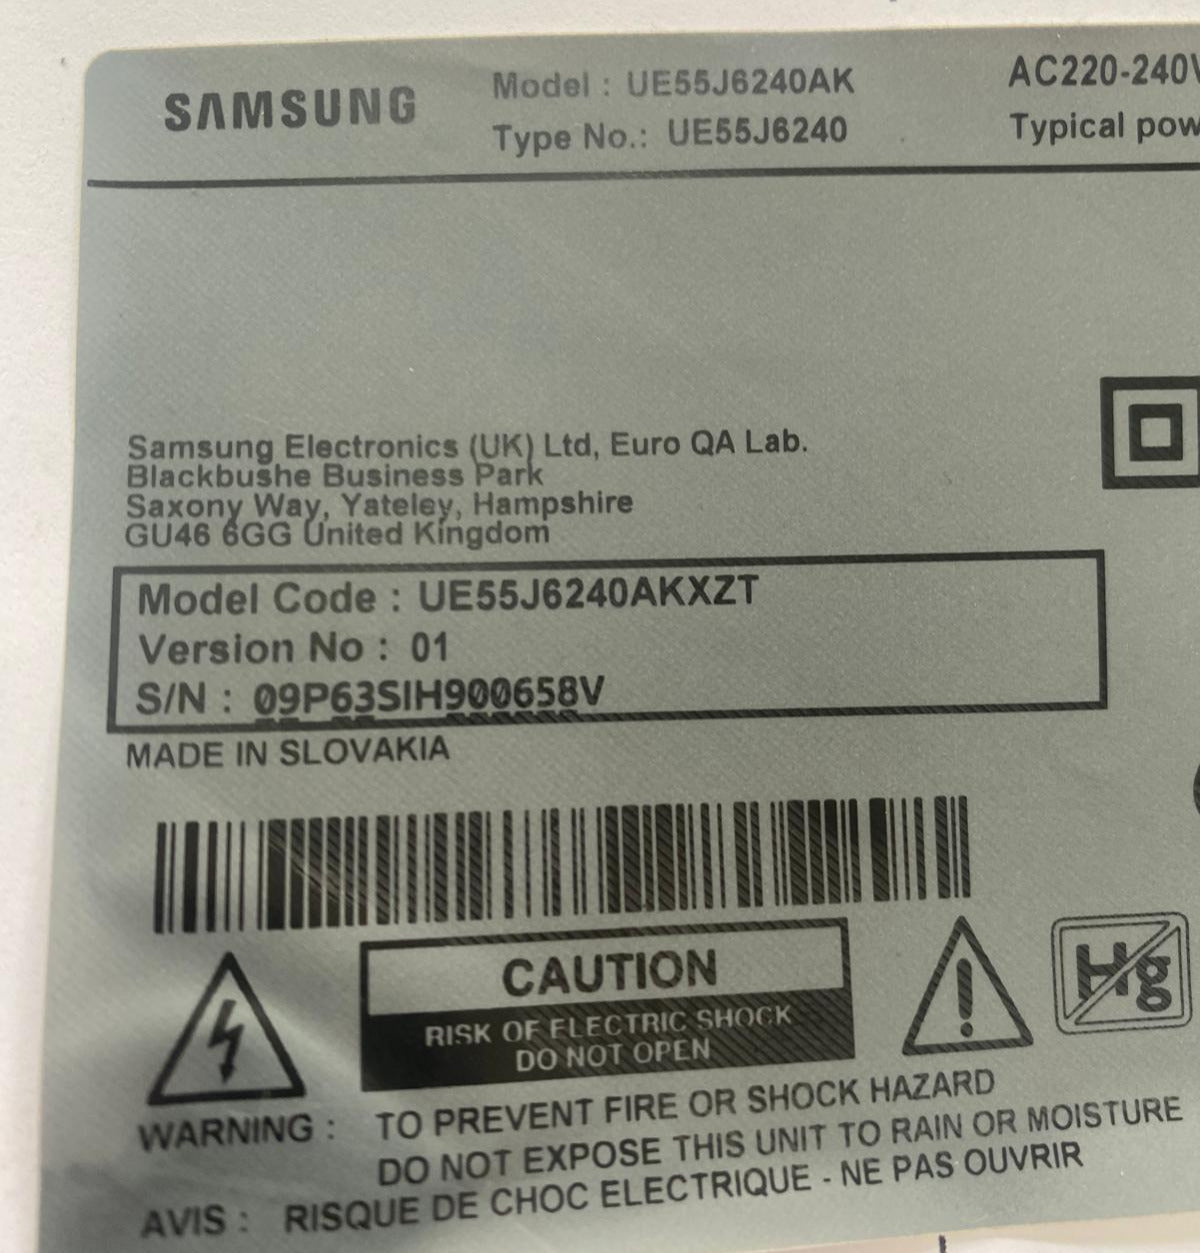 SAMSUNG
Model : UE55J6240AK
Type No.: UE55J6240
AC220-240V
Typical pow
Samsung Electronics (UK) Ltd, Euro QA Lab.
Blackbushe Business Park
Saxony Way, Yateley, Hampshire
GU46 6GG United Kingdom
Model Code : UE55J6240AKXZT
Version No : 01
S/N : 09P63SIH900658V
MADE IN SLOVAKIA
CAUTION
RISK OF ELECTRIC SHOCK
DO NOT OPEN
Hg
WARNING : TO PREVENT FIRE OR SHOCK HAZARD
DO NOT EXPOSE THIS UNIT TO RAIN OR MOISTURE
AVIS : RISQUE DE CHOC ELECTRIQUE - NE PAS OUVRIR